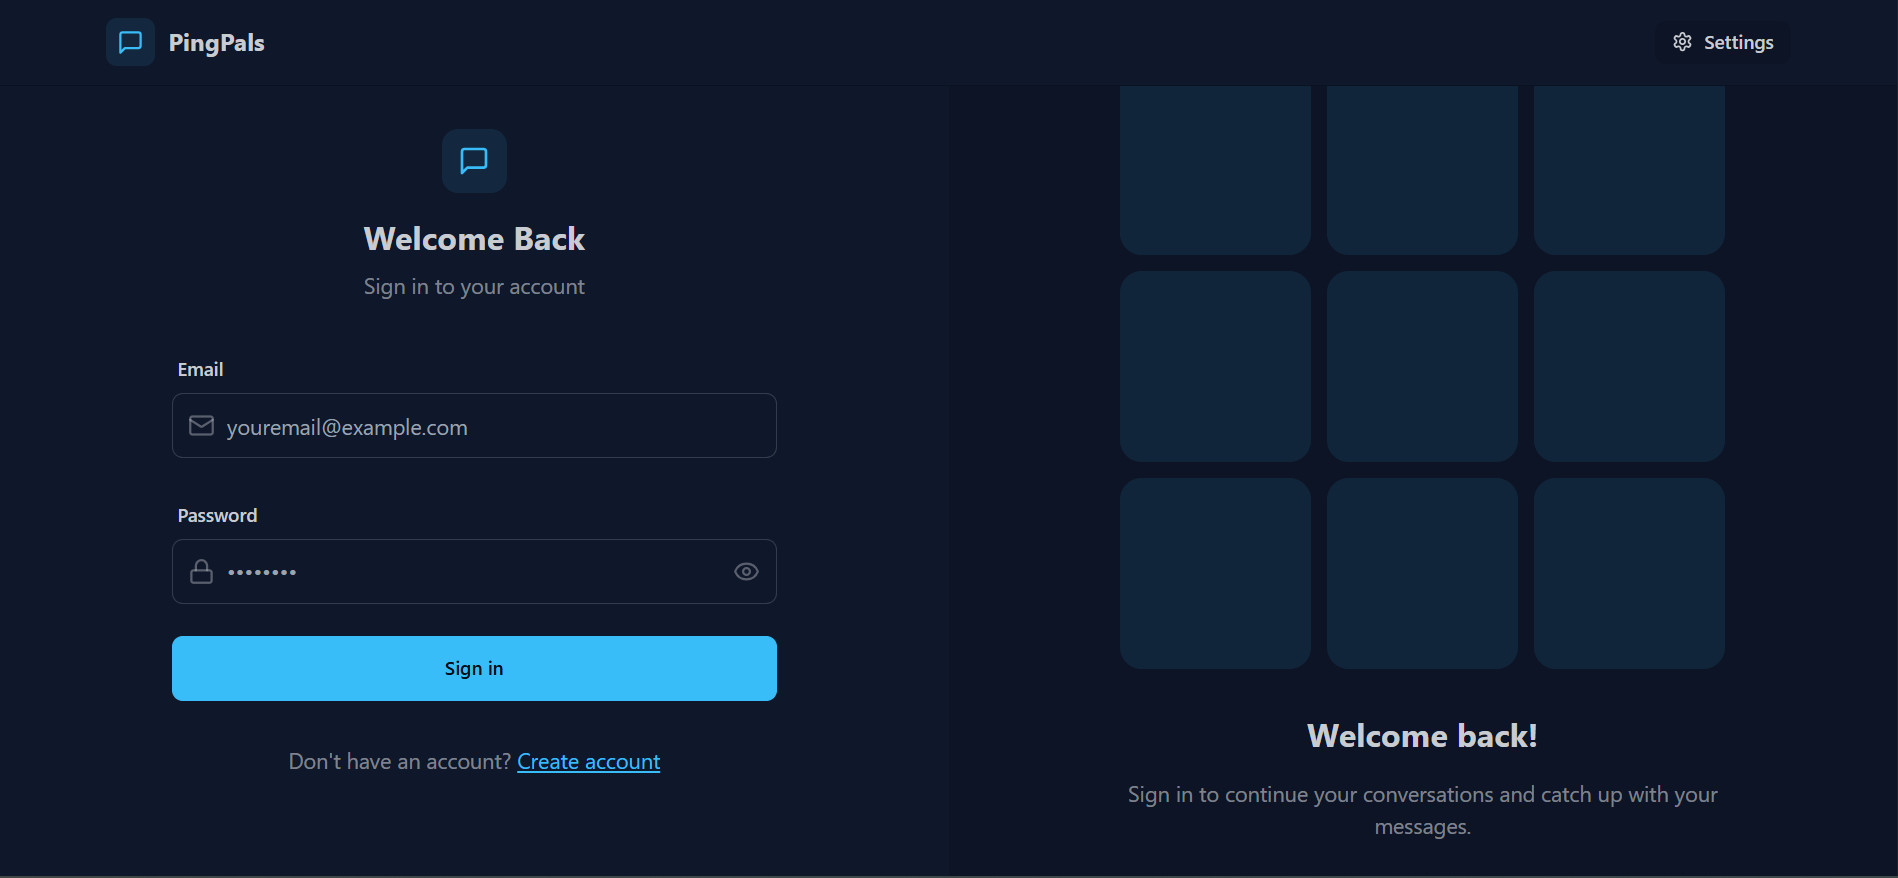 PingPals
Settings
Welcome Back
Sign in to your account
Email
youremail@example.com
Password
••••••••
Sign in
Don't have an account? Create account
Welcome back!
Sign in to continue your conversations and catch up with your
messages.